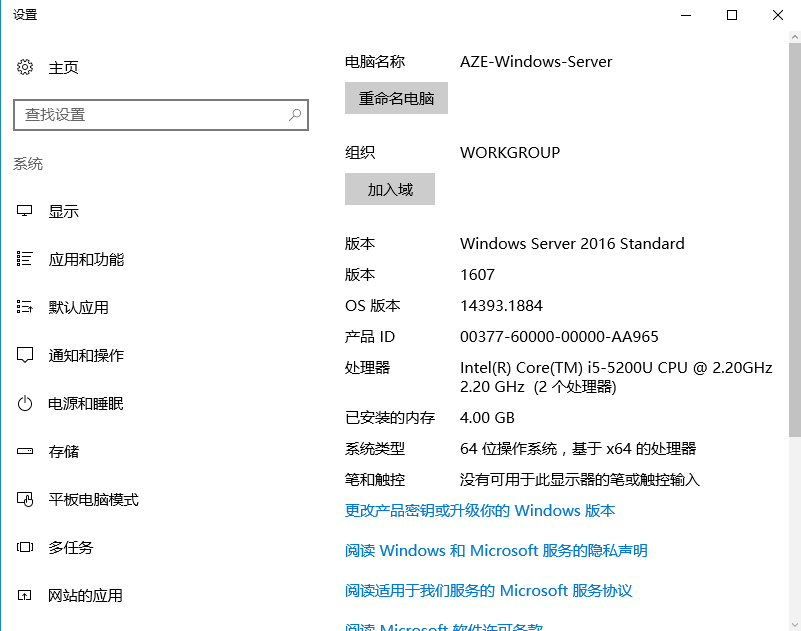 设置
主页
查找设置
系统
显示
应用和功能
默认应用
通知和操作
电源和睡眠
存储
平板电脑模式
多任务
网站的应用
电脑名称 AZE-Windows-Server
重命名电脑
组织 WORKGROUP
加入域
版本 Windows Server 2016 Standard
版本 1607
OS 版本 14393.1884
产品 ID 00377-60000-00000-AA965
处理器 Intel(R) Core(TM) i5-5200U CPU @ 2.20GHz
2.20 GHz (2 个处理器)
已安装的内存 4.00 GB
系统类型 64 位操作系统，基于 x64 的处理器
笔和触控 没有可用于此显示器的笔或触控输入
更改产品密钥或升级你的 Windows 版本
阅读 Windows 和 Microsoft 服务的隐私声明
阅读适用于我们服务的 Microsoft 服务协议
阅读 Microsoft 软件许可条款